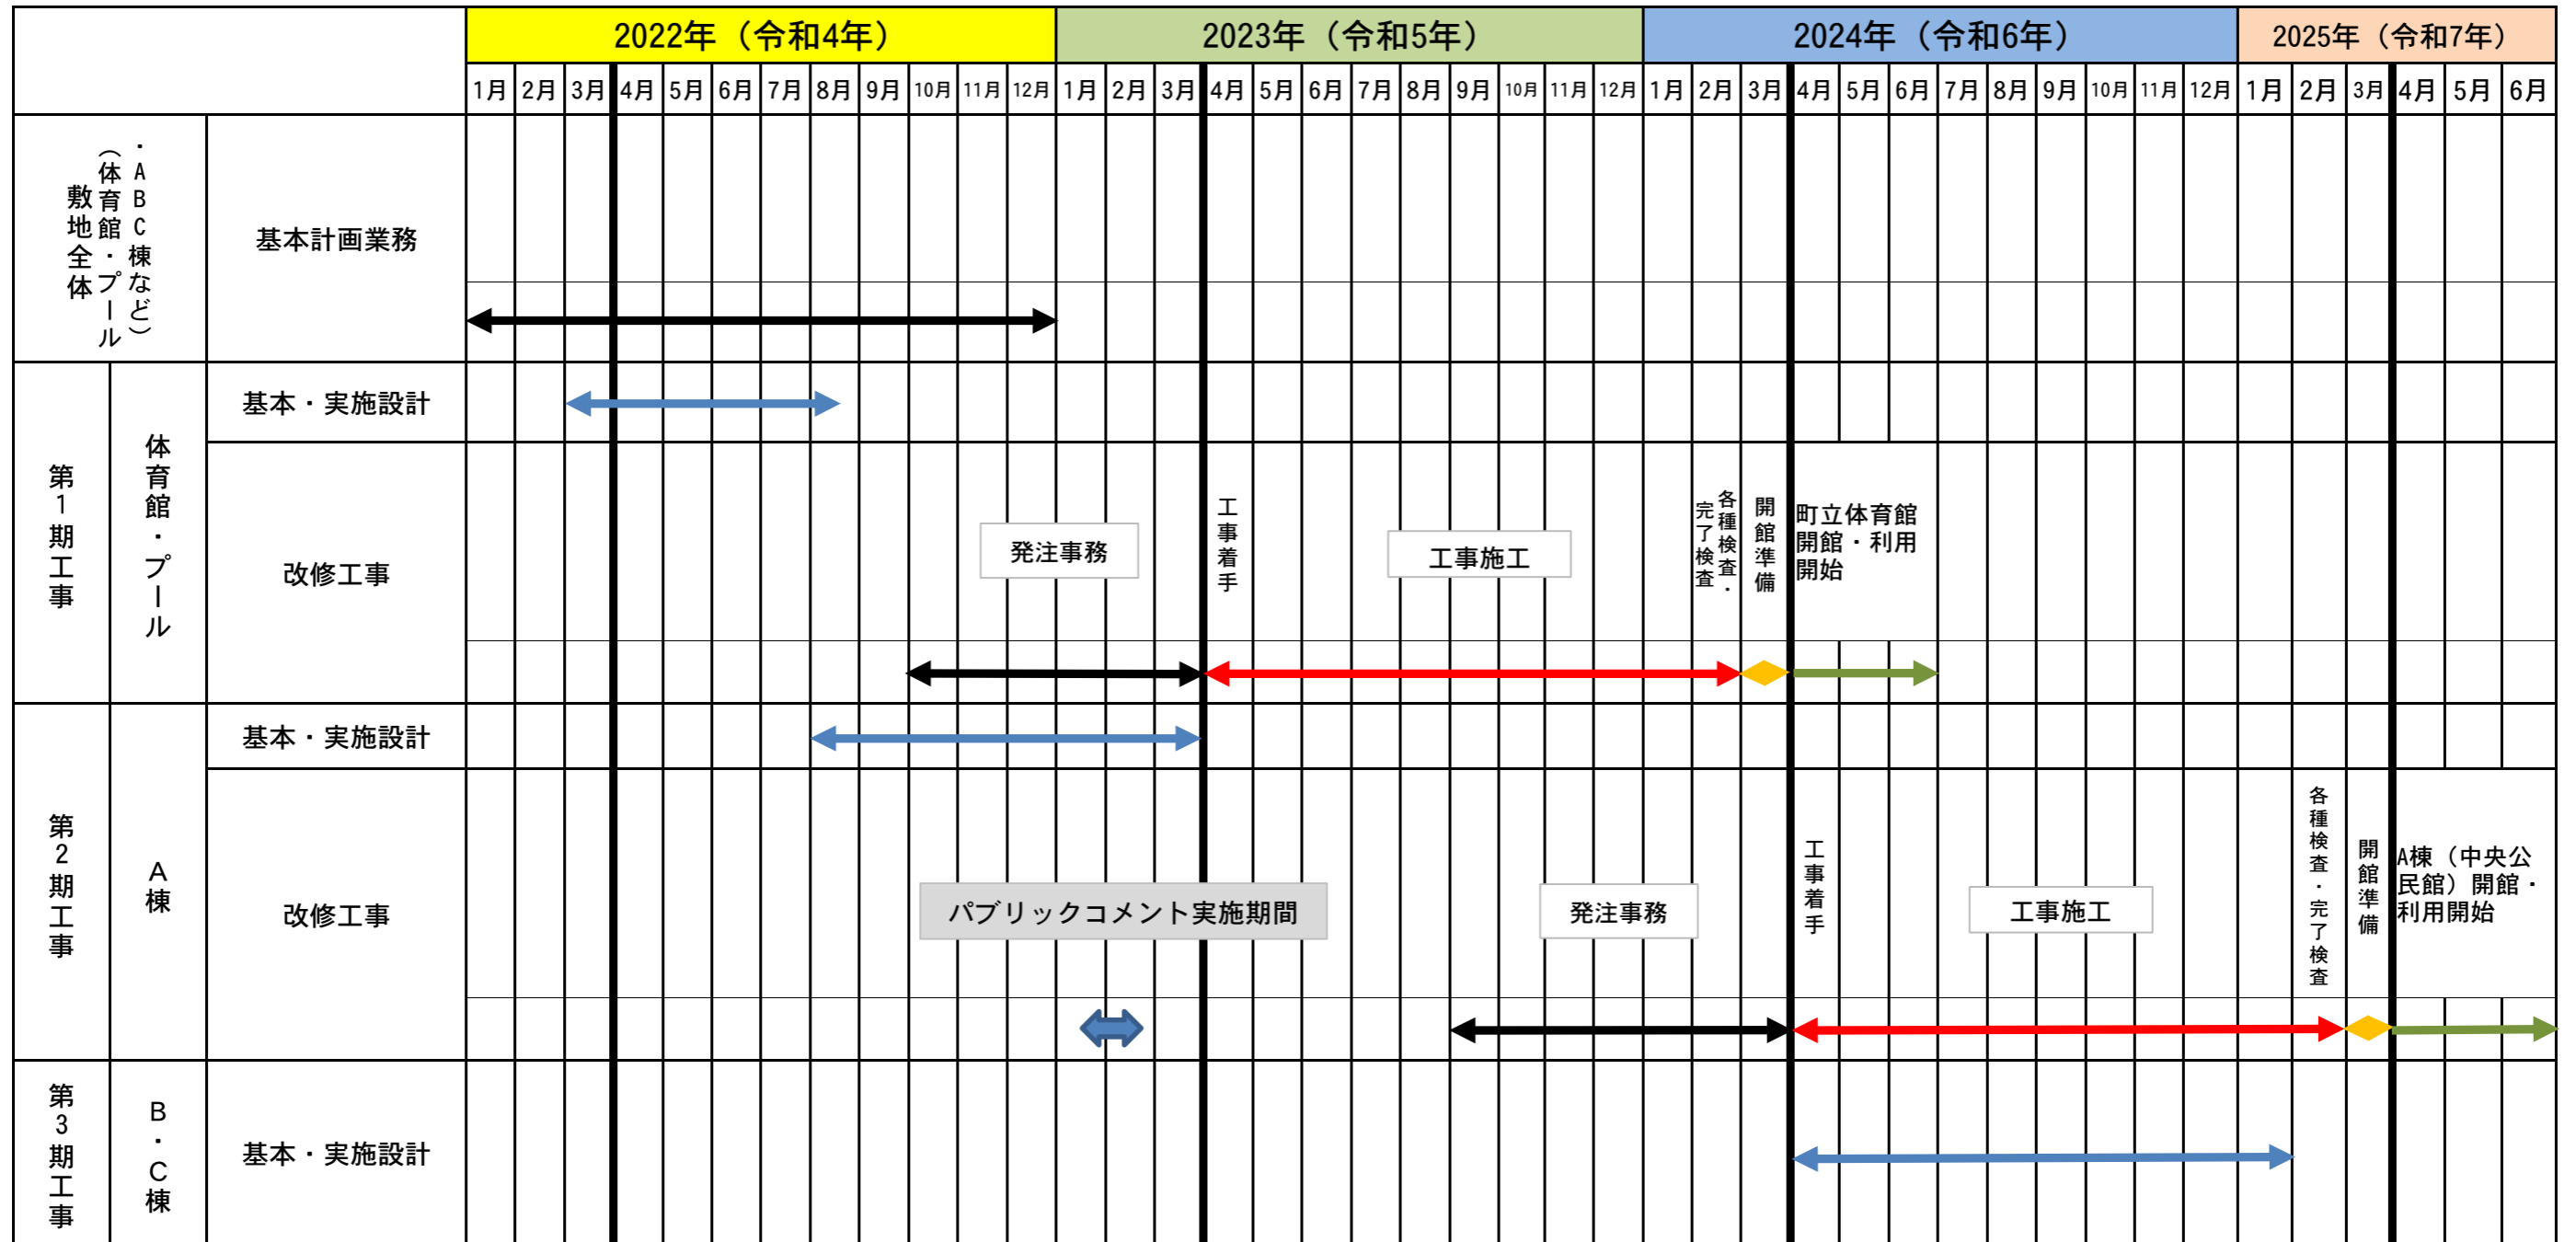 2022年（令和4年）
2023年（令和5年）
2024年（令和6年）
2025年（令和7年）
1月 2月 3月 4月 5月 6月 7月 8月 9月 10月 11月 12月 1月 2月 3月 4月 5月 6月 7月 8月 9月 10月 11月 12月 1月 2月 3月 4月 5月 6月 7月 8月 9月 10月 11月 12月 1月 2月 3月 4月 5月 6月
敷地全体
（体育館・プール
・ABC棟など）
基本計画業務
第1期工事
体育館・プール
基本・実施設計
改修工事
発注事務
工事着手
工事施工
各種検査・
完了検査
開館準備
町立体育館
開館・利用
開始
第2期工事
A棟
基本・実施設計
改修工事
パブリックコメント実施期間
発注事務
工事着手
工事施工
各種検査・完了検査
開館準備
A棟（中央公
民館）開館・
利用開始
第3期工事
B・C棟
基本・実施設計